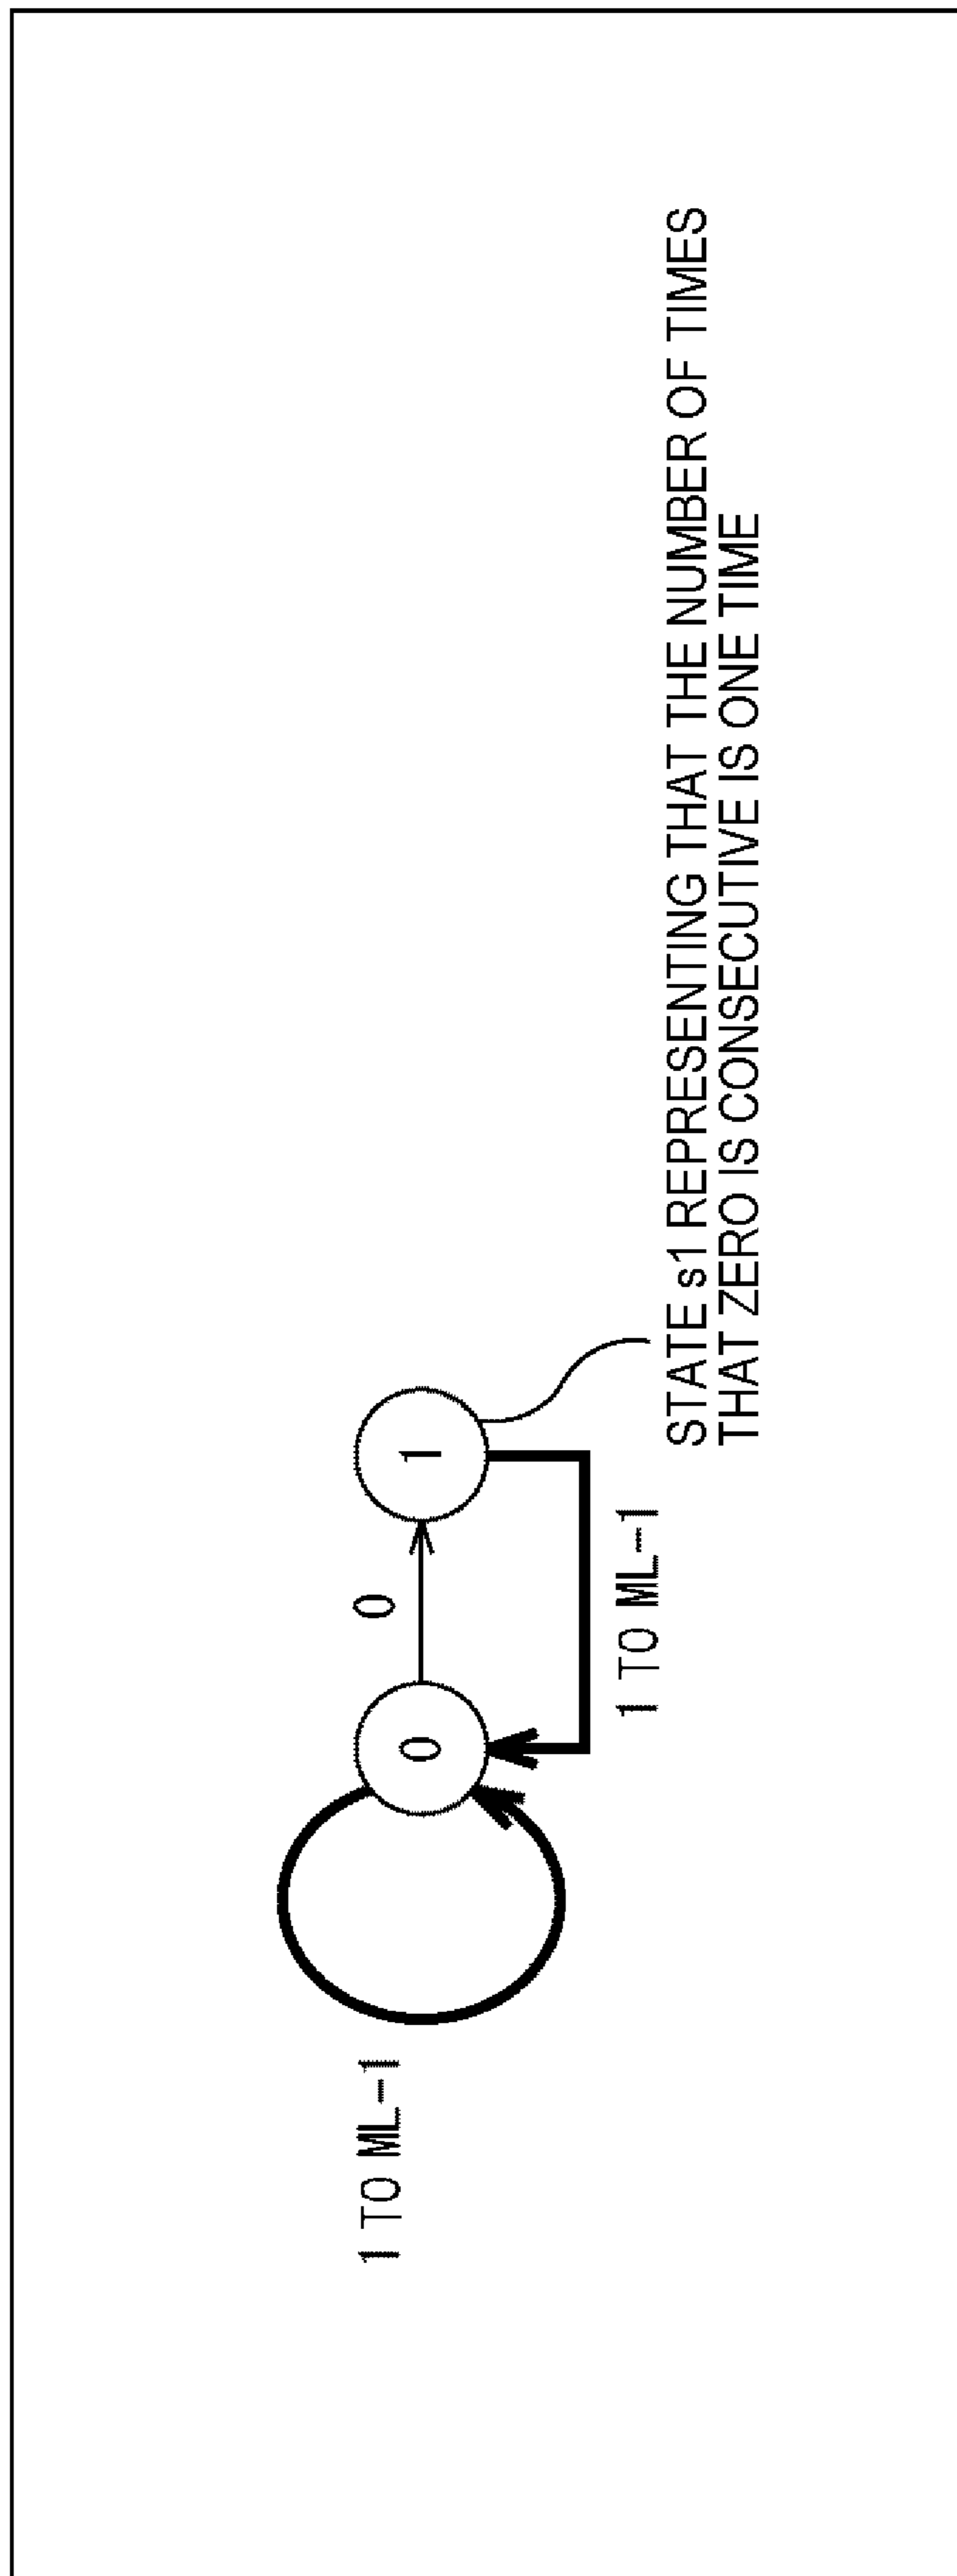 1 TO ML-1
0
0
1
1 TO ML-1
STATE s1 REPRESENTING THAT THE NUMBER OF TIMES
THAT ZERO IS CONSECUTIVE IS ONE TIME